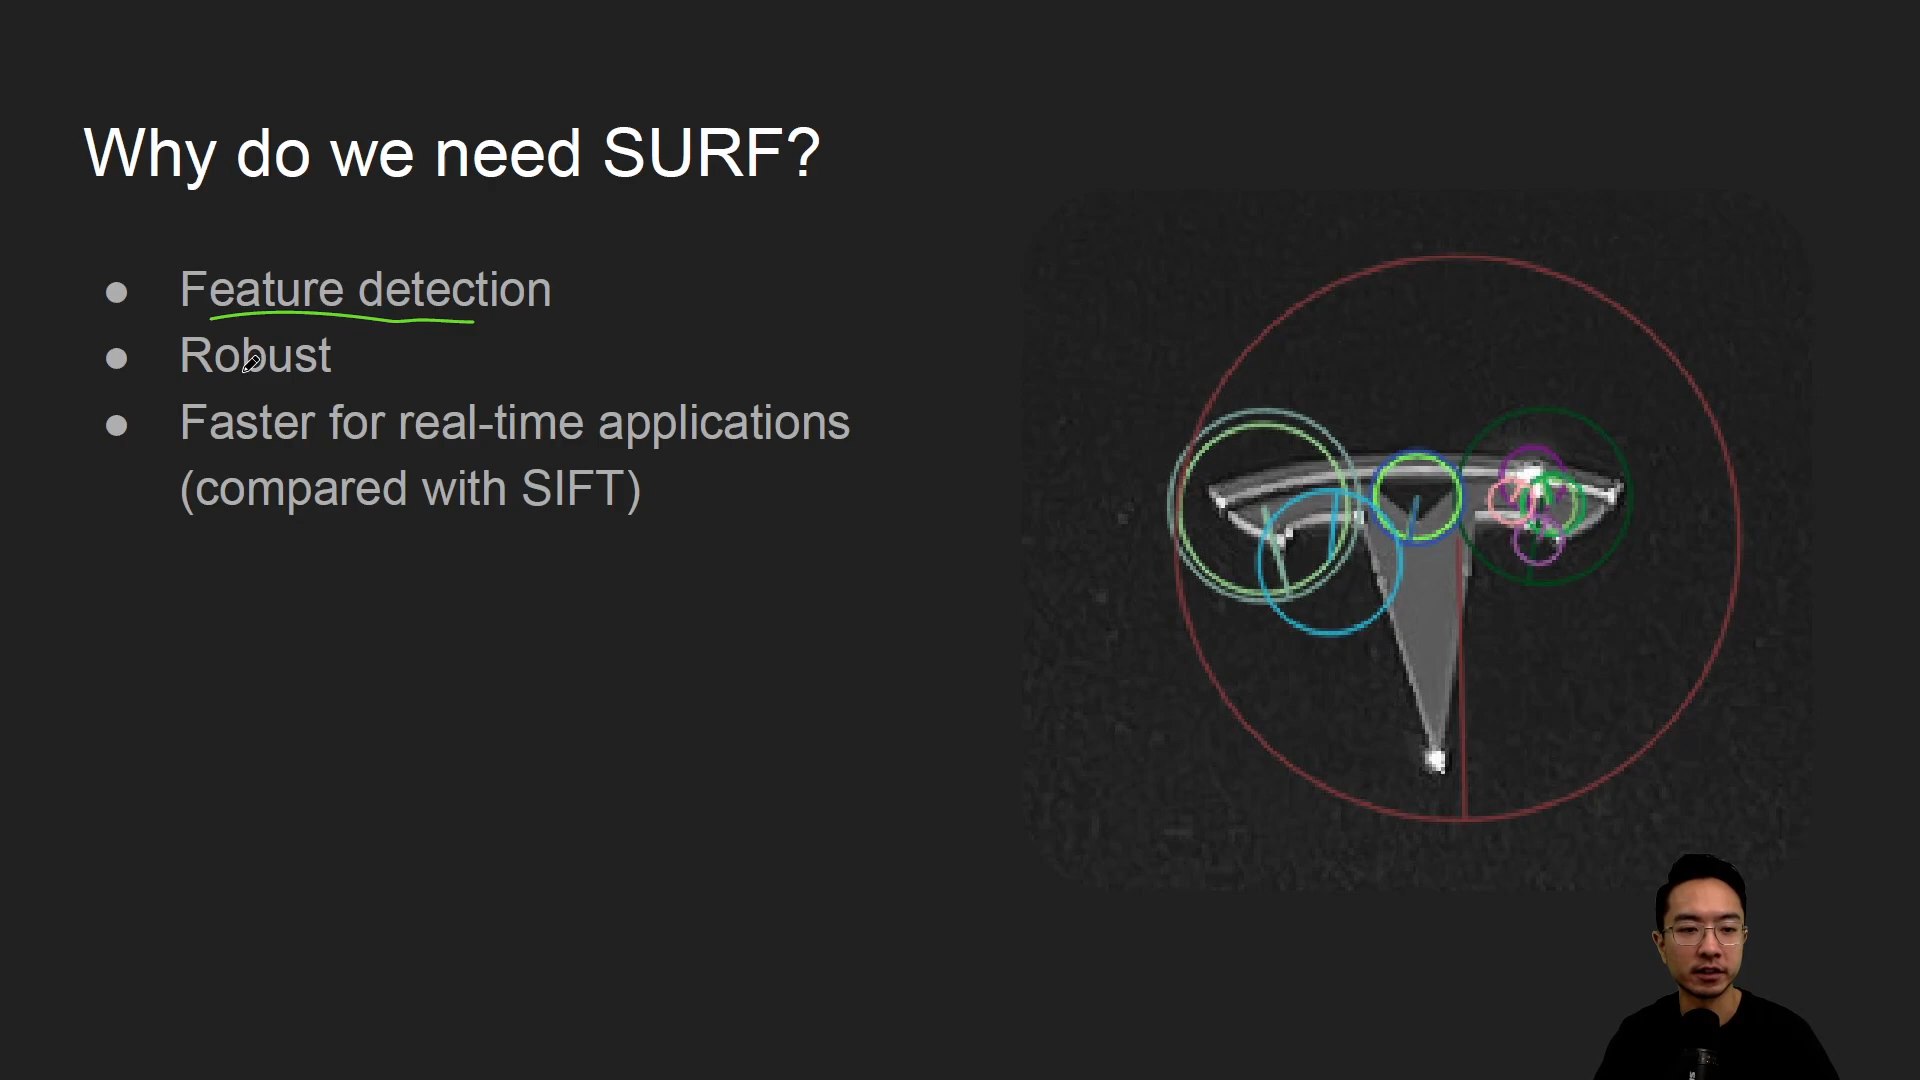 Why do we need SURF?
● Feature detection
● Robust
● Faster for real-time applications
(compared with SIFT)